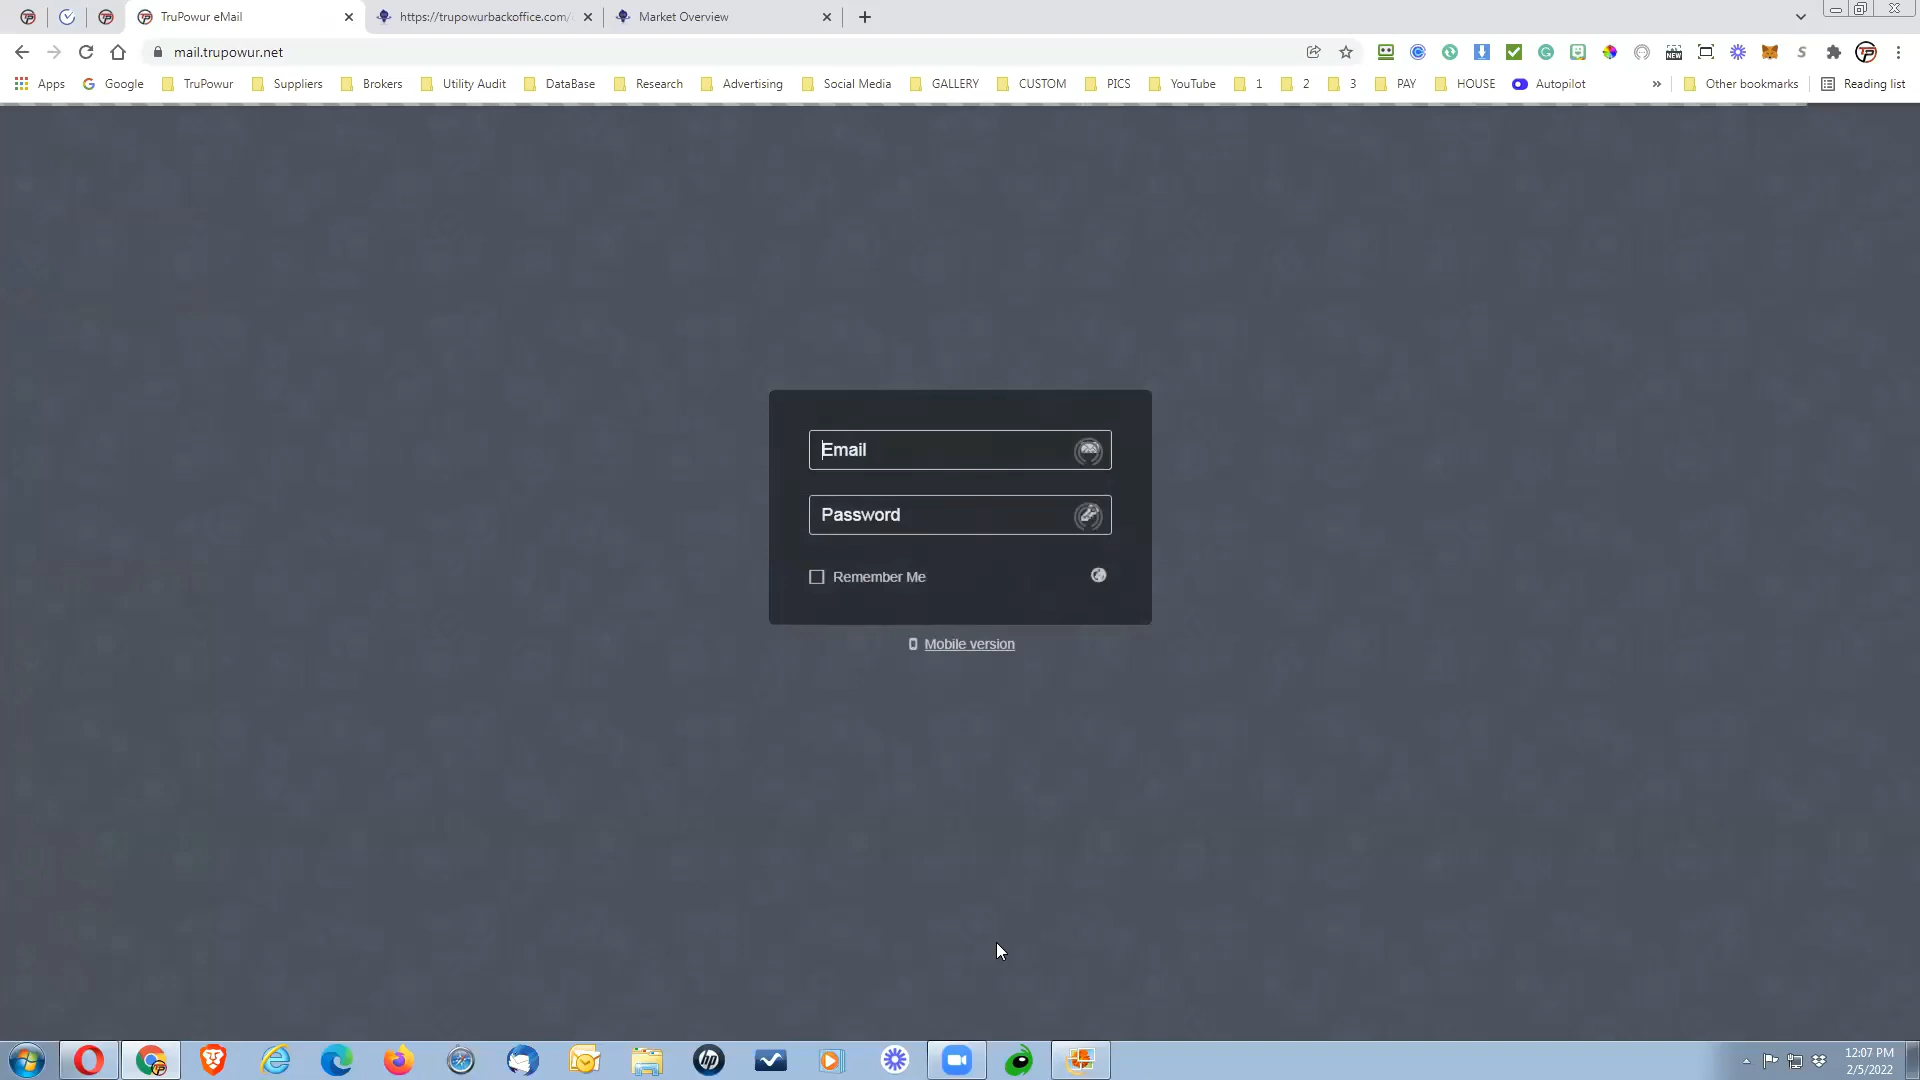 TruPowur eMail
https://trupowurbackoffice.com/
Market Overview
mail.trupowur.net
NEW
Apps
Google
TruPowur
Suppliers
Brokers
Utility Audit
DataBase
Research
Advertising
Social Media
GALLERY
CUSTOM
PICS
YouTube
1
2
3
PAY
HOUSE
Autopilot
»
Other bookmarks
Reading list
Email
Password
Remember Me
Mobile version
12:07 PM
2/5/2022